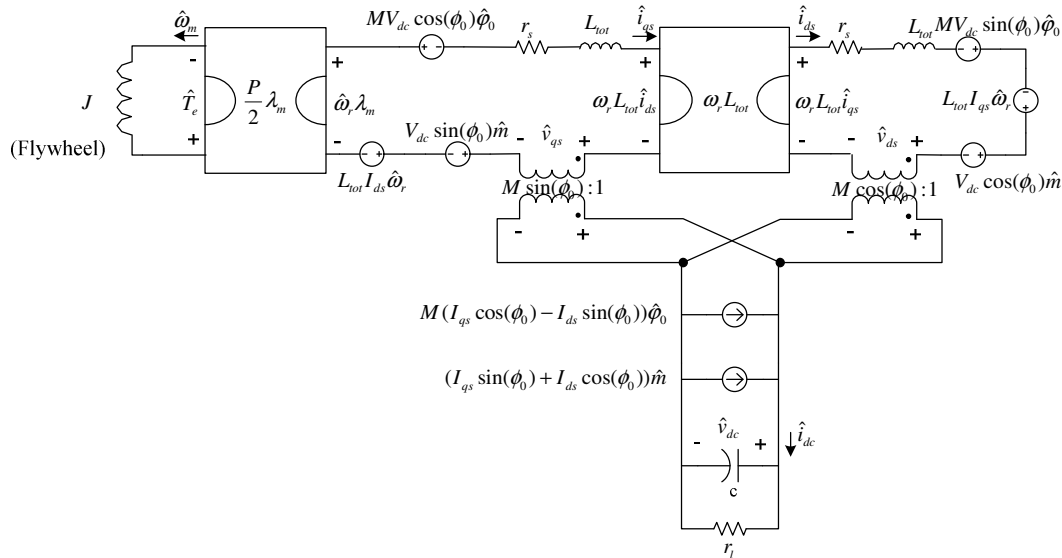 ω̂_m
-
J
T̂_e
(P/2) λ_m
+
(Flywheel)
+
ω̂_r λ_m
-
MV_dc cos(ϕ_0)φ̂_0
+ -
r_s
L_tot
î_qs
V_dc sin(ϕ_0)m̂
- +
L_tot I_ds ω̂_r
- +
- v̂_qs +
M sin(ϕ_0):1
- +
+
ω_r L_tot î_ds
-
ω_r L_tot
î_ds
+
ω_r L_tot î_qs
-
r_s
L_tot
MV_dc sin(ϕ_0)φ̂_0
- +
L_tot I_qs ω̂_r
+
-
- v̂_ds +
- +
V_dc cos(ϕ_0)m̂
M cos(ϕ_0):1
- +
M(I_qs cos(ϕ_0) − I_ds sin(ϕ_0))φ̂_0
(I_qs sin(ϕ_0) + I_ds cos(ϕ_0))m̂
- v̂_dc +
î_dc
c
r_l